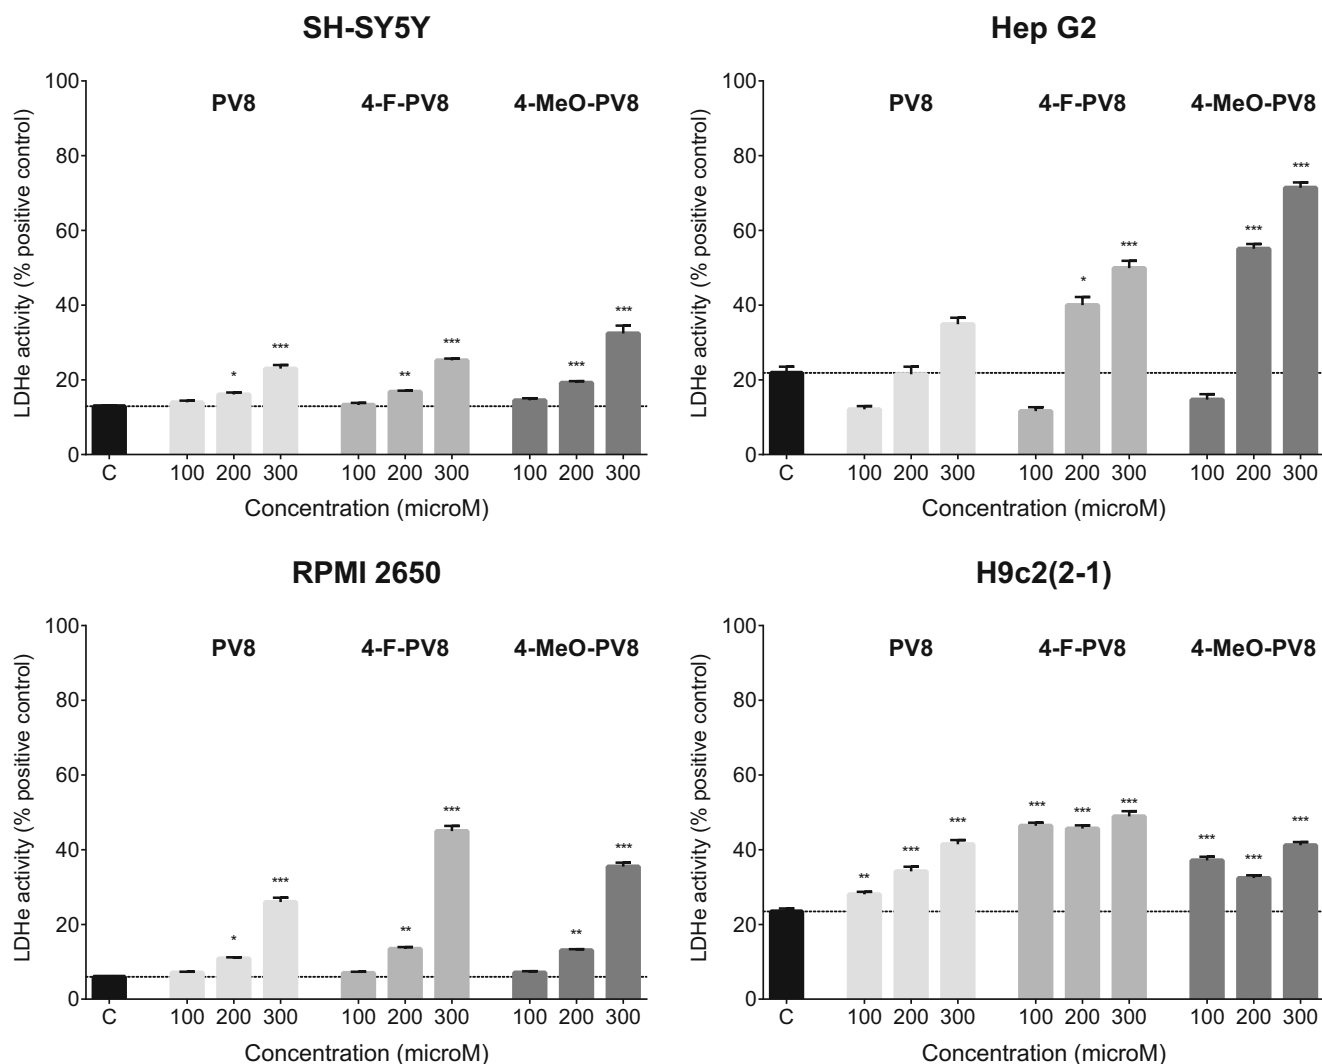 SH-SY5Y
LDHe activity (% positive control)
100
80
60
40
20
0
PV8 4-F-PV8 4-MeO-PV8
* *** ** *** *** ***
C 100 200 300 100 200 300 100 200 300
Concentration (microM)
Hep G2
LDHe activity (% positive control)
100
80
60
40
20
0
PV8 4-F-PV8 4-MeO-PV8
* *** *** ***
C 100 200 300 100 200 300 100 200 300
Concentration (microM)
RPMI 2650
LDHe activity (% positive control)
100
80
60
40
20
0
PV8 4-F-PV8 4-MeO-PV8
* *** ** *** ** ***
C 100 200 300 100 200 300 100 200 300
Concentration (microM)
H9c2(2-1)
LDHe activity (% positive control)
100
80
60
40
20
0
PV8 4-F-PV8 4-MeO-PV8
** *** *** *** *** *** *** *** ***
C 100 200 300 100 200 300 100 200 300
Concentration (microM)